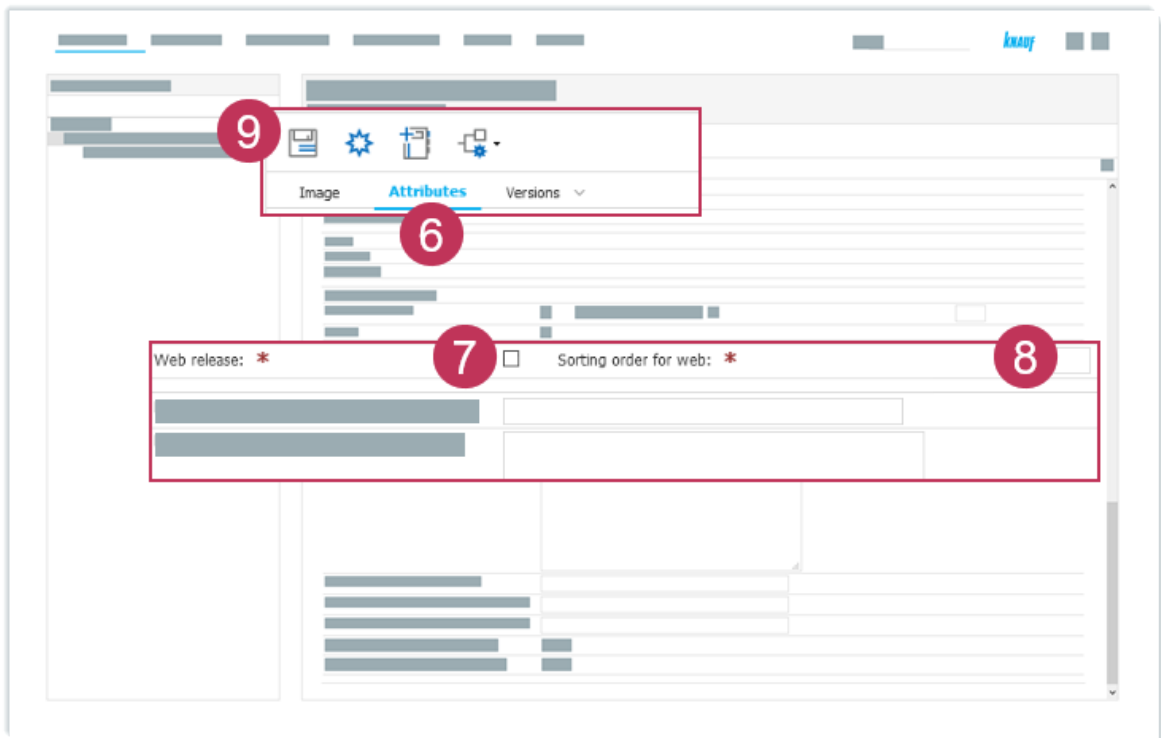 KNAUF
9
Image Attributes Versions
6
Web release: * 7 Sorting order for web: * 8